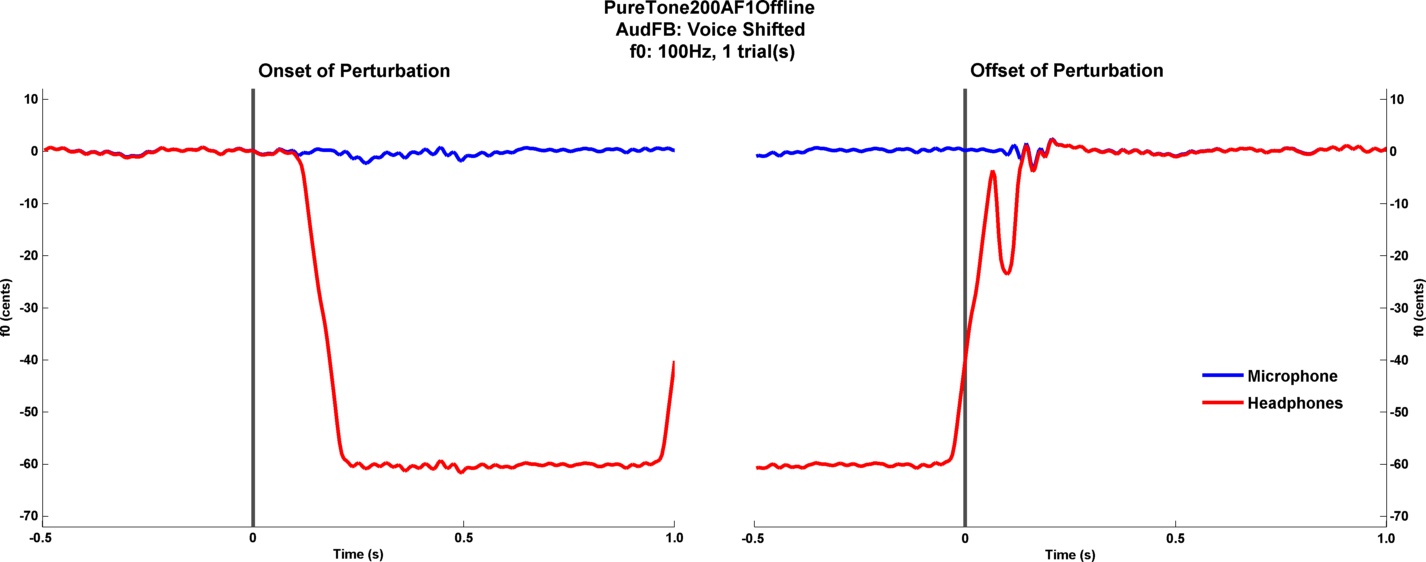 PureTone200AF1Offline
AudFB: Voice Shifted
f0: 100Hz, 1 trial(s)
Onset of Perturbation
10
0
-10
-20
-30
-40
-50
-60
-70
f0 (cents)
-0.5
0
0.5
1.0
Time (s)
Offset of Perturbation
10
0
-10
-20
-30
-40
-50
-60
-70
f0 (cents)
Microphone
Headphones
-0.5
0
0.5
1.0
Time (s)